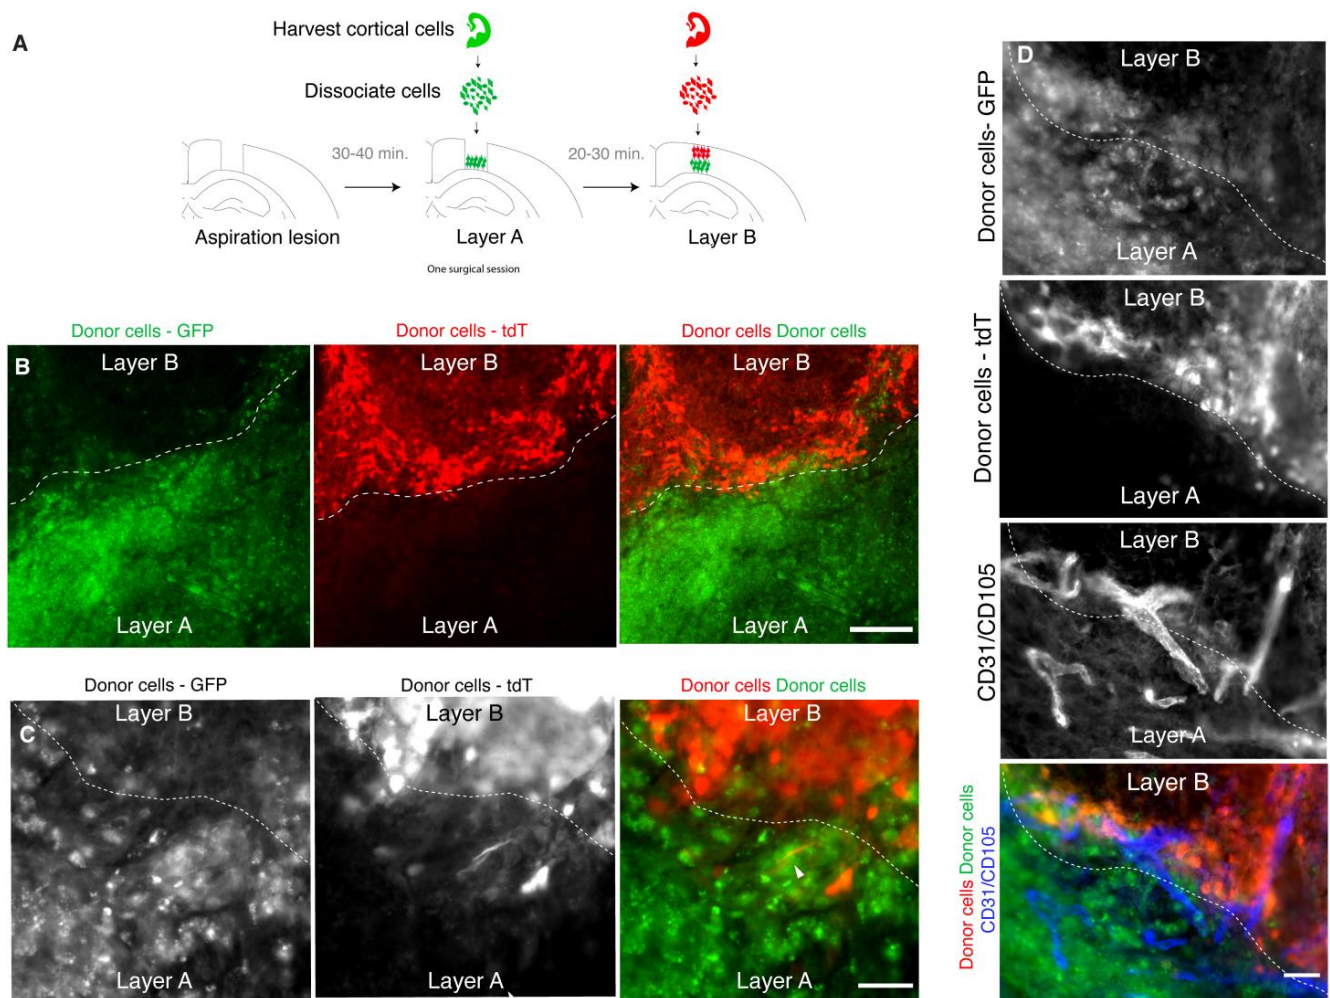 A
Harvest cortical cells
Dissociate cells
30-40 min.
20-30 min.
Aspiration lesion
Layer A
Layer B
One surgical session
Donor cells - GFP
Donor cells - tdT
Donor cells Donor cells
B
Layer B
Layer B
Layer B
Layer A
Layer A
Layer A
Donor cells - GFP
Donor cells - tdT
Donor cells Donor cells
C
Layer B
Layer B
Layer B
Layer A
Layer A
Layer A
D
Donor cells- GFP
Layer B
Layer A
Donor cells - tdT
Layer B
Layer A
CD31/CD105
Layer B
Layer A
Donor cells Donor cells
CD31/CD105
Layer B